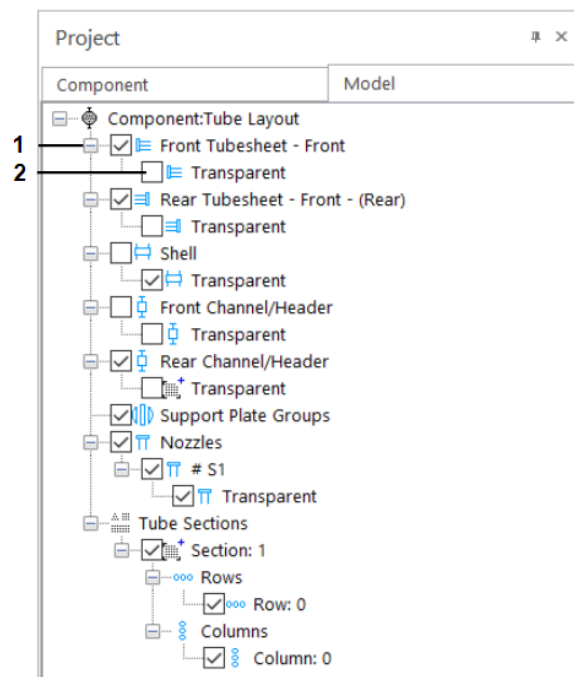 Project
Component
Model
Component:Tube Layout
1
Front Tubesheet - Front
2
Transparent
Rear Tubesheet - Front - (Rear)
Transparent
Shell
Transparent
Front Channel/Header
Transparent
Rear Channel/Header
Transparent
Support Plate Groups
Nozzles
# S1
Transparent
Tube Sections
Section: 1
Rows
Row: 0
Columns
Column: 0